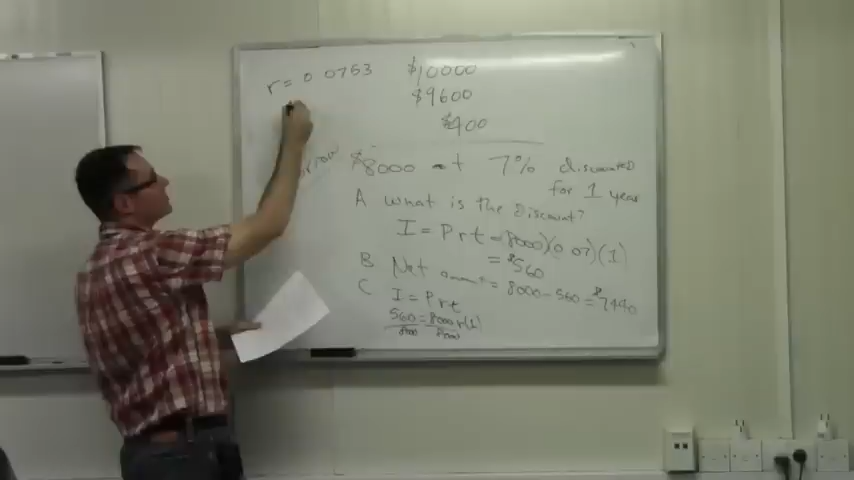 r = 0.0753
$10000
$9600
$400
$8000 at 7% discounted
for 1 year
A What is the Discount?
I = Prt = 8000)(0.07)(1)
= $560
B Net amount = 8000 - 560 = $7440
C I = Prt
560 = 8000 r(1)
8000 8000